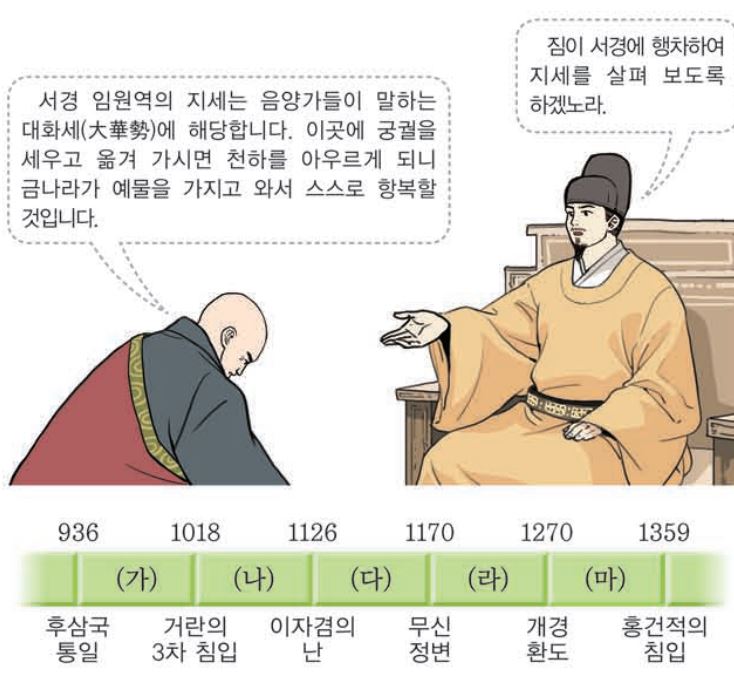 짐이 서경에 행차하여
지세를 살펴 보도록
하겠노라.
서경 임원역의 지세는 음양가들이 말하는
대화세(大華勢)에 해당합니다. 이곳에 궁궐을
세우고 옮겨 가시면 천하를 아우르게 되니
금나라가 예물을 가지고 와서 스스로 항복할
것입니다.
936 1018 1126 1170 1270 1359
(가) (나) (다) (라) (마)
후삼국 거란의 이자겸의 무신 개경 홍건적의
통일 3차 침입 난 정변 환도 침입